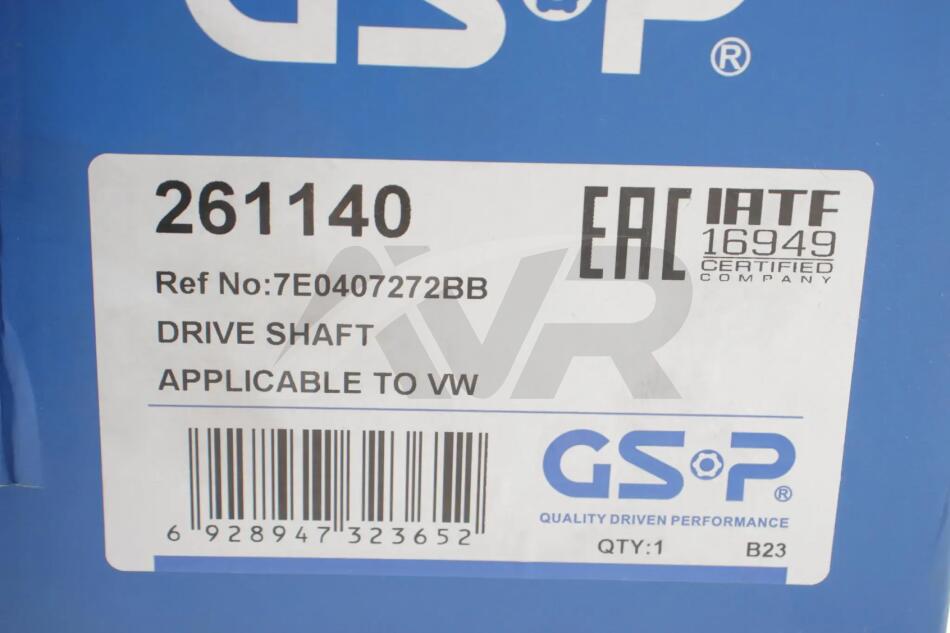 GSP®
261140
EAC
IATF
16949
CERTIFIED
COMPANY
Ref No:7E0407272BB
DRIVE SHAFT
APPLICABLE TO VW
IVR
6 928947 323652
GSP®
QUALITY DRIVEN PERFORMANCE
QTY:1
B23